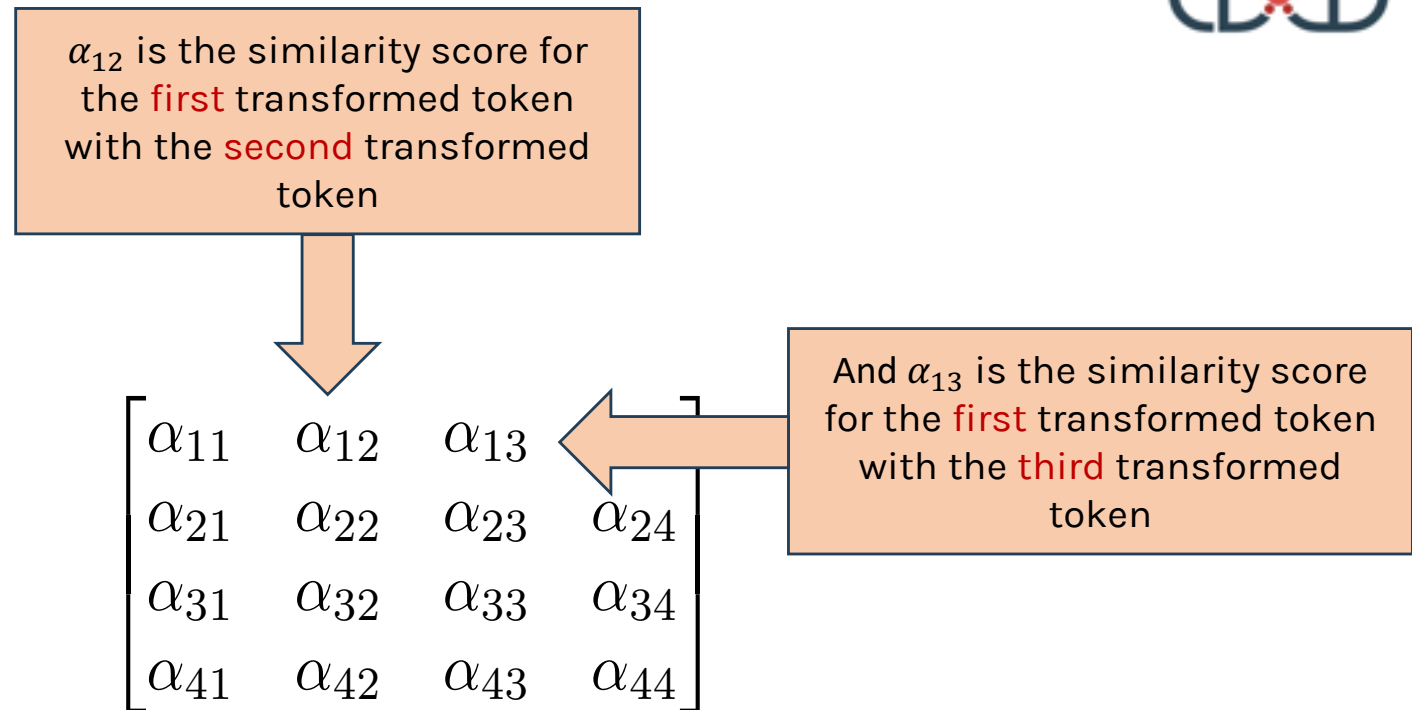 α₁₂ is the similarity score for
the first transformed token
with the second transformed
token
And α₁₃ is the similarity score
for the first transformed token
with the third transformed
token
α₁₁ α₁₂ α₁₃
α₂₁ α₂₂ α₂₃ α₂₄
α₃₁ α₃₂ α₃₃ α₃₄
α₄₁ α₄₂ α₄₃ α₄₄